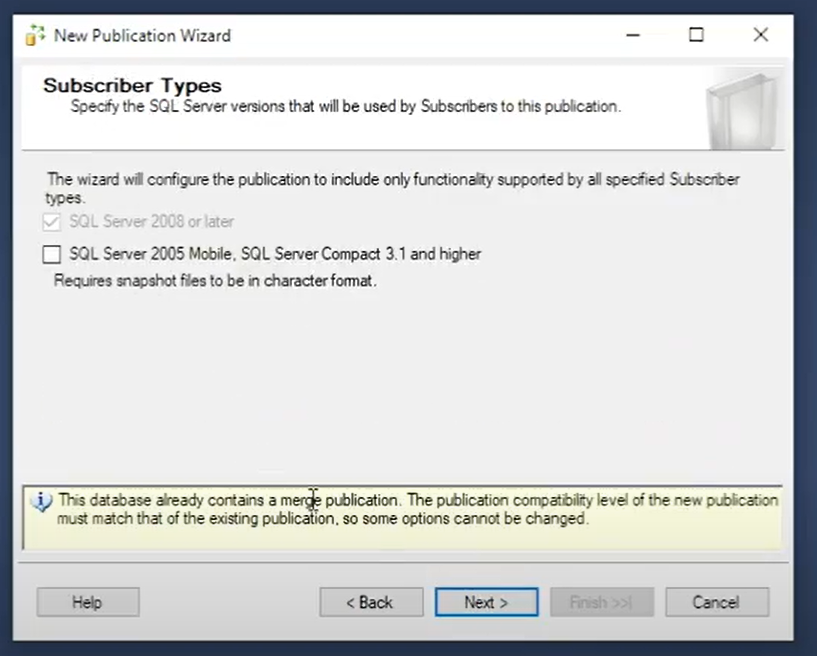 New Publication Wizard
Subscriber Types
Specify the SQL Server versions that will be used by Subscribers to this publication.
The wizard will configure the publication to include only functionality supported by all specified Subscriber
types.
SQL Server 2008 or later
SQL Server 2005 Mobile, SQL Server Compact 3.1 and higher
Requires snapshot files to be in character format.
This database already contains a merge publication. The publication compatibility level of the new publication
must match that of the existing publication, so some options cannot be changed.
Help
< Back
Next >
Finish >>|
Cancel